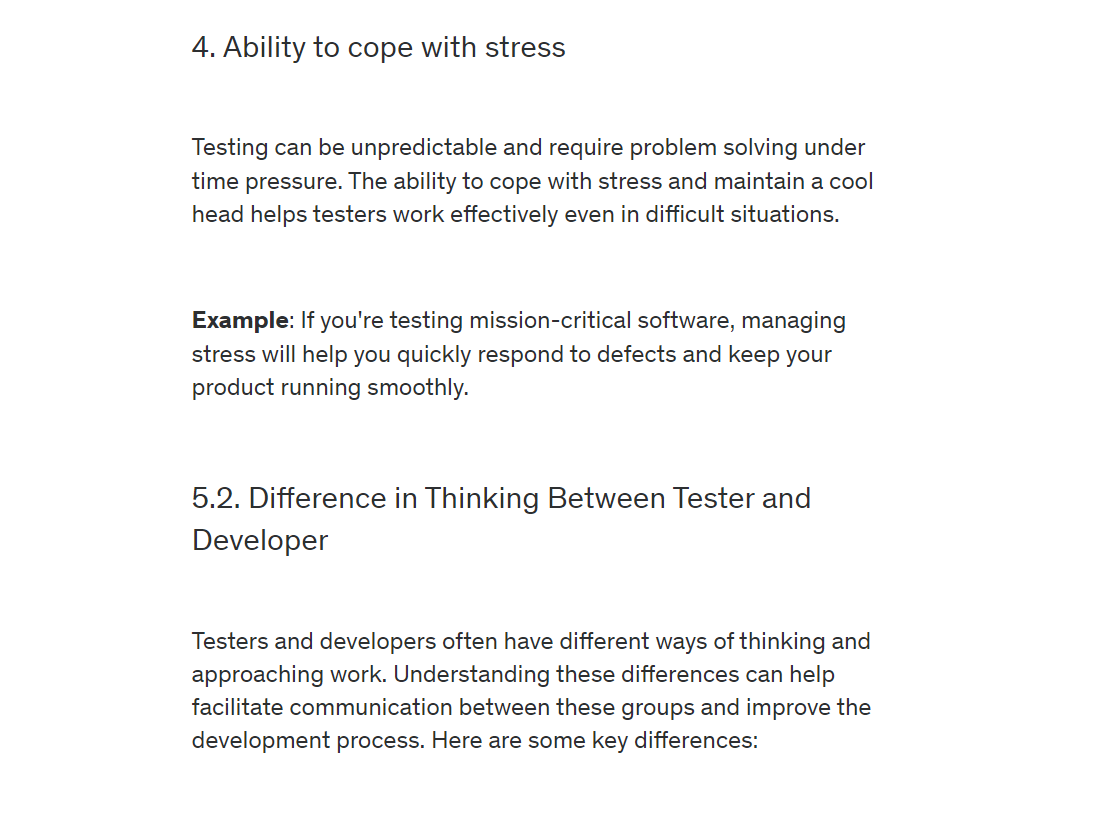 4. Ability to cope with stress
Testing can be unpredictable and require problem solving under
time pressure. The ability to cope with stress and maintain a cool
head helps testers work effectively even in difficult situations.
Example: If you're testing mission-critical software, managing
stress will help you quickly respond to defects and keep your
product running smoothly.
5.2. Difference in Thinking Between Tester and
Developer
Testers and developers often have different ways of thinking and
approaching work. Understanding these differences can help
facilitate communication between these groups and improve the
development process. Here are some key differences: